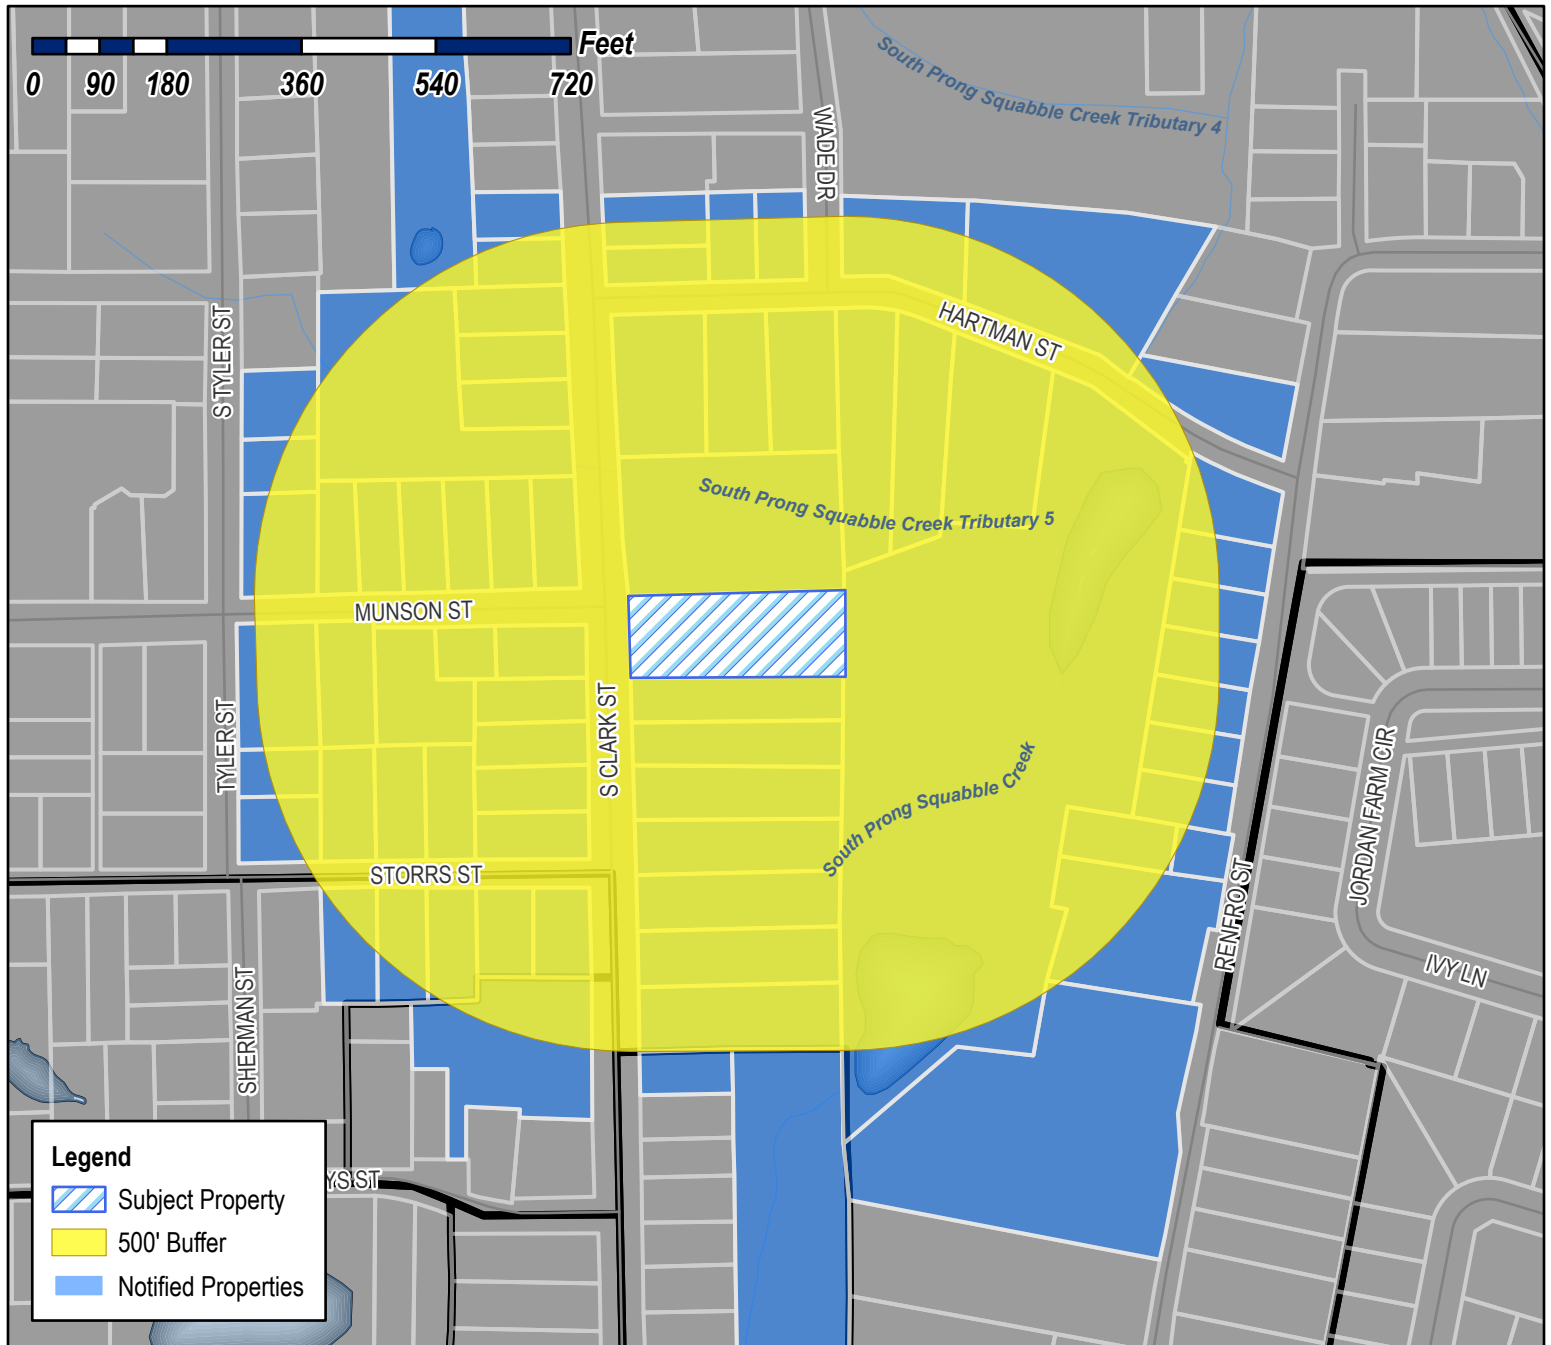 Feet
0 90 180 360 540 720
South Prong Squabble Creek Tributary 4
WADE DR
S TYLER ST
HARTMAN ST
South Prong Squabble Creek Tributary 5
MUNSON ST
TYLER ST
S CLARK ST
South Prong Squabble Creek
JORDAN FARM CIR
STORRS ST
RENFRO ST
IVY LN
SHERMAN ST
YS ST
Legend
Subject Property
500' Buffer
Notified Properties